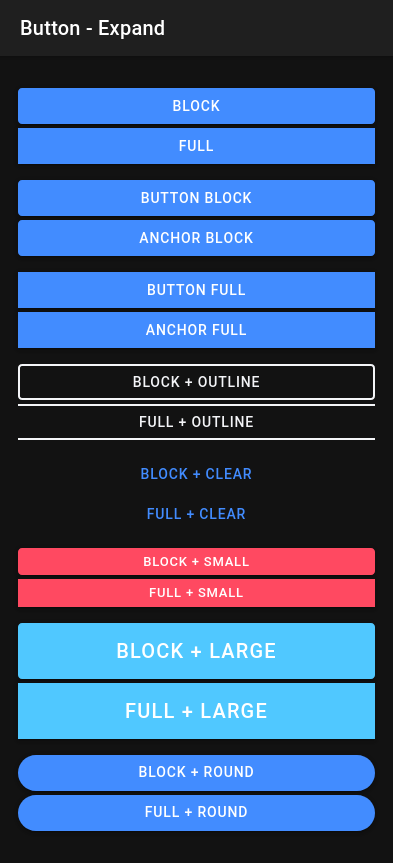 Button - Expand
BLOCK
FULL
BUTTON BLOCK
ANCHOR BLOCK
BUTTON FULL
ANCHOR FULL
BLOCK + OUTLINE
FULL + OUTLINE
BLOCK + CLEAR
FULL + CLEAR
BLOCK + SMALL
FULL + SMALL
BLOCK + LARGE
FULL + LARGE
BLOCK + ROUND
FULL + ROUND